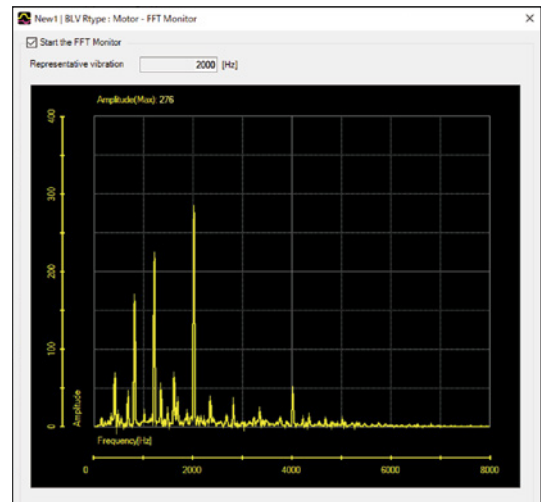 New1 | BLV Rtype : Motor - FFT Monitor
Start the FFT Monitor
Representative vibration 2000 [Hz]
Amplitude(Max): 276
400
300
200
100
0
Amplitude
Frequency[Hz]
0 2000 4000 6000 8000